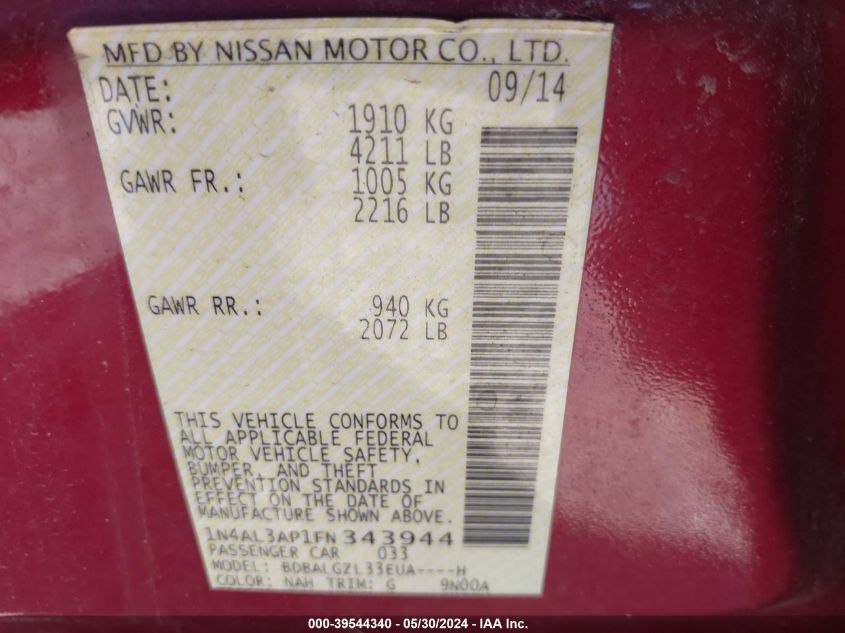 MFD BY NISSAN MOTOR CO., LTD.
DATE: 09/14
GVWR: 1910 KG
4211 LB
GAWR FR.: 1005 KG
2216 LB
GAWR RR.: 940 KG
2072 LB
THIS VEHICLE CONFORMS TO
ALL APPLICABLE FEDERAL
MOTOR VEHICLE SAFETY,
BUMPER, AND THEFT
PREVENTION STANDARDS IN
EFFECT ON THE DATE OF
MANUFACTURE SHOWN ABOVE.
1N4AL3AP1FN 343944
PASSENGER CAR 033
MODEL: BDBALGZL33EUA----H
COLOR: NAH TRIM: G 9N00A
000-39544340 - 05/30/2024 - IAA Inc.